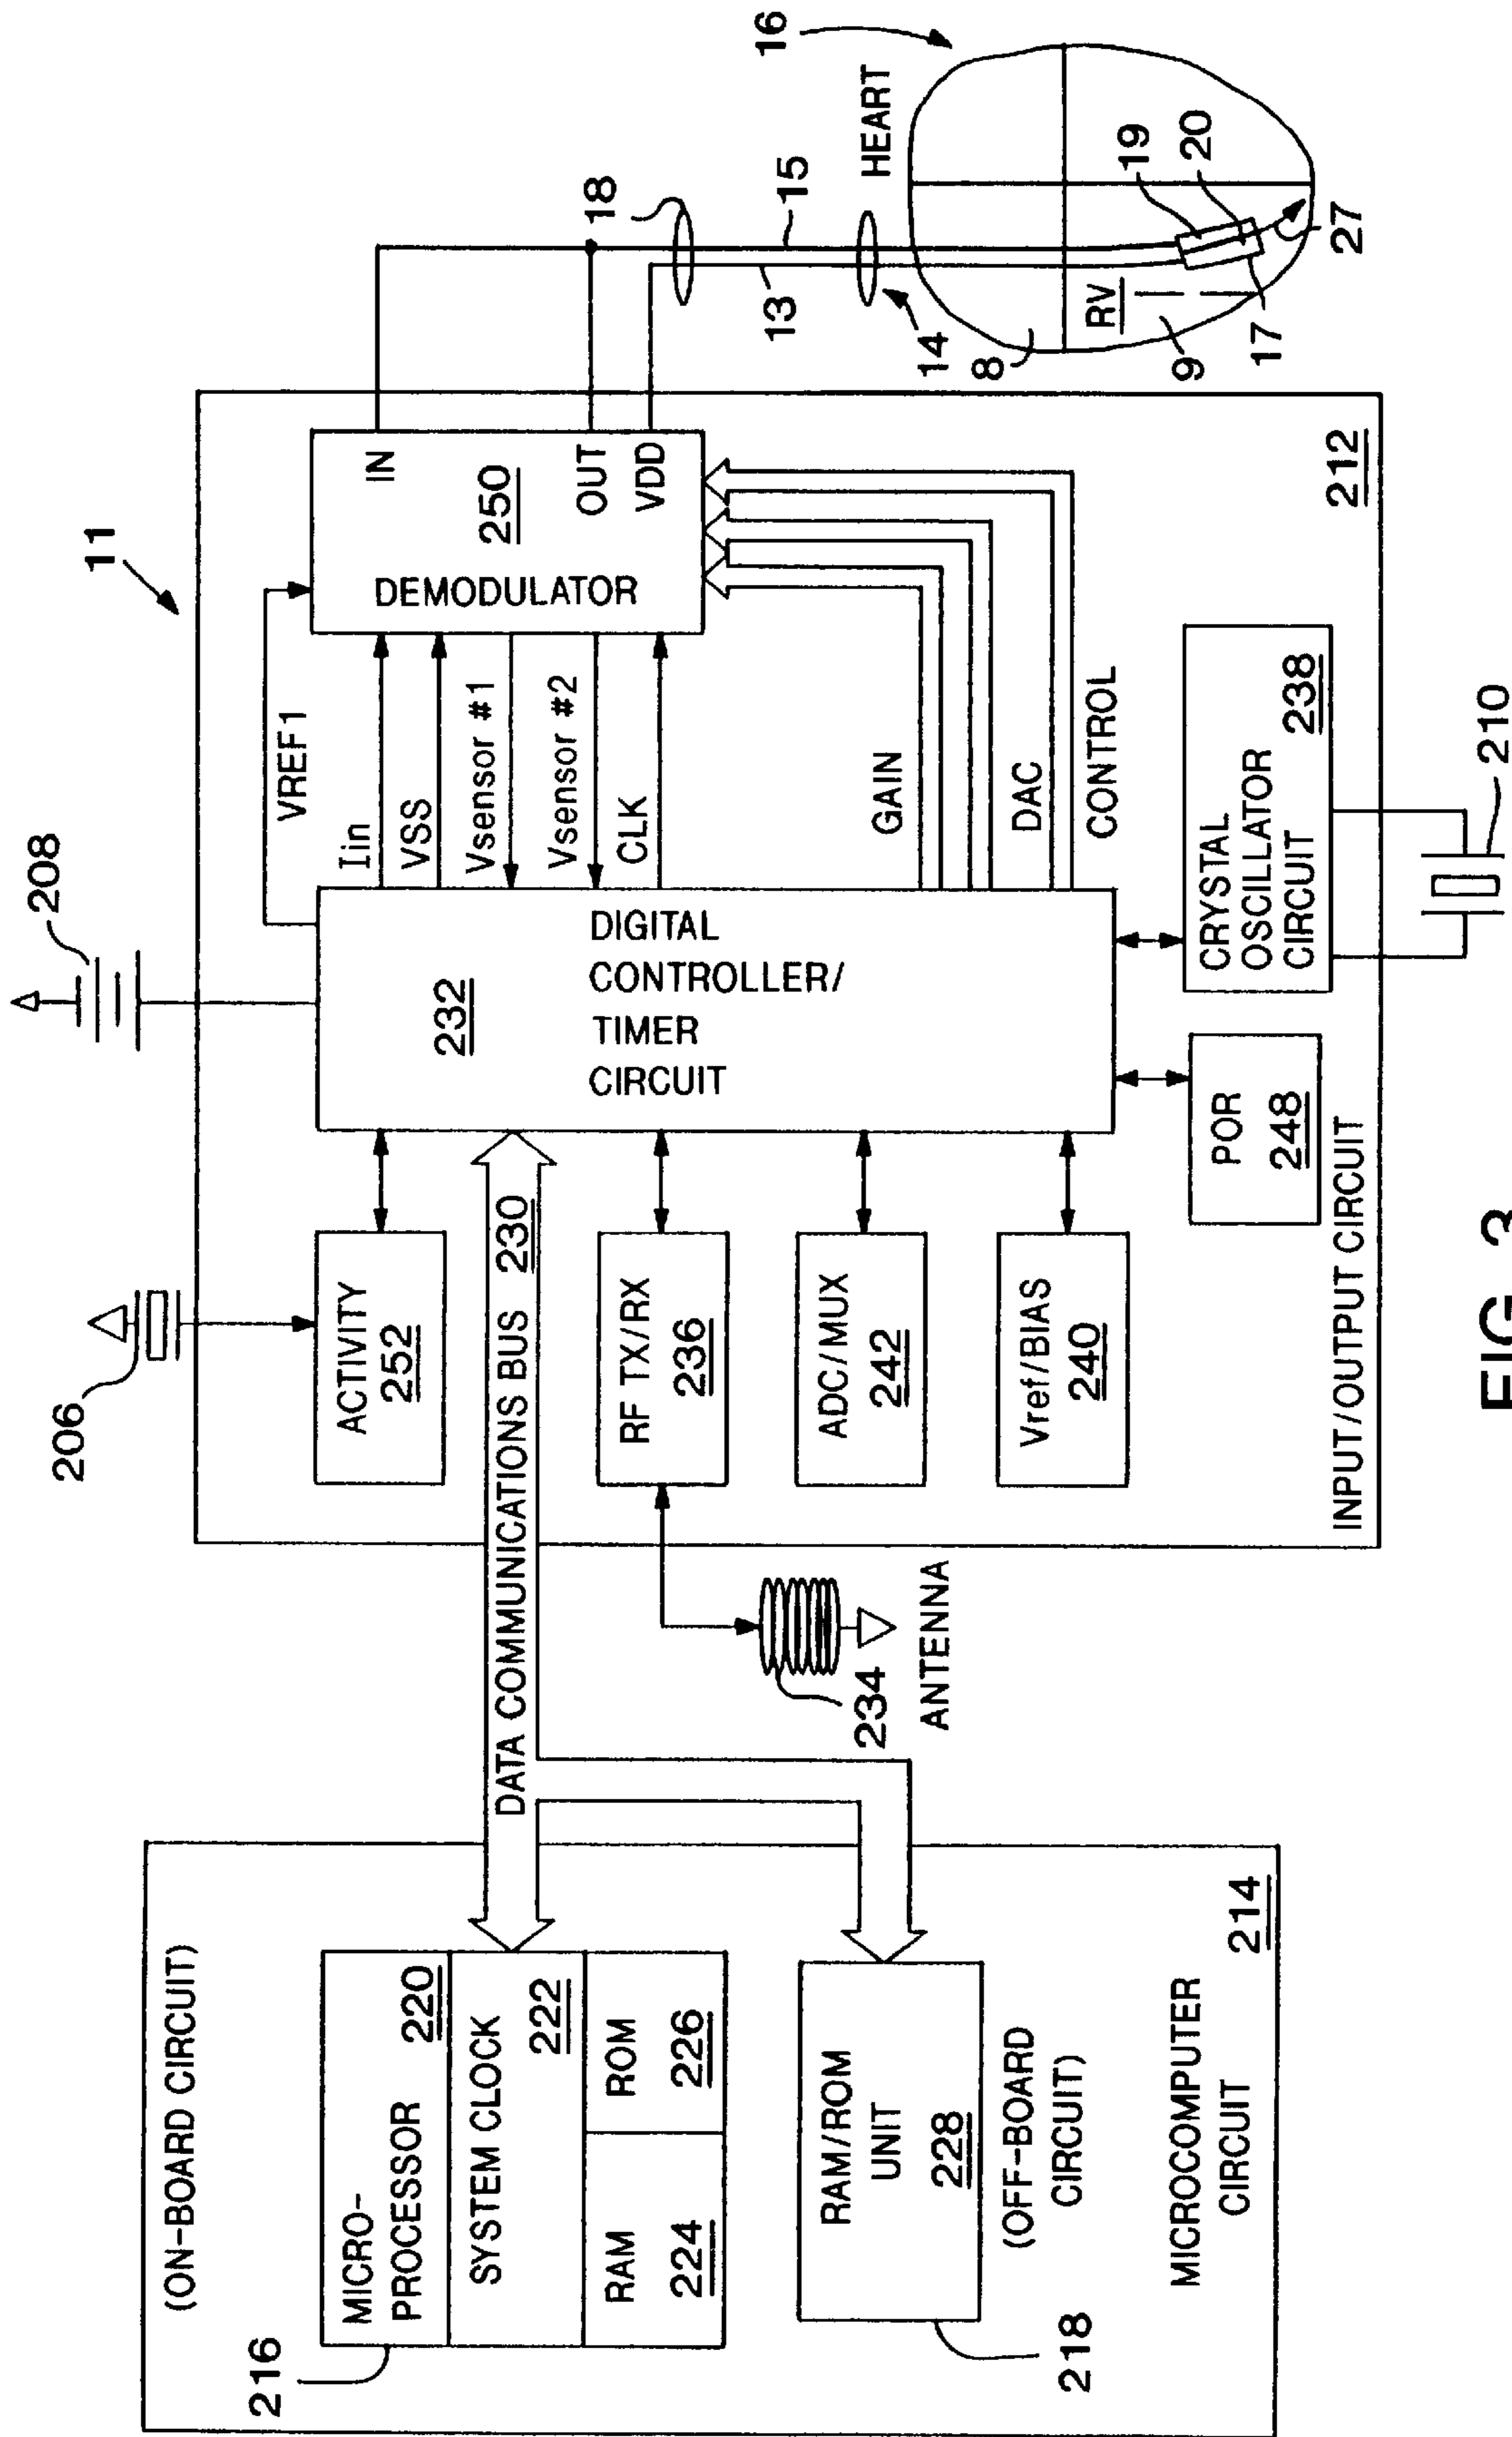 (ON-BOARD CIRCUIT)
216
MICRO-
PROCESSOR 220
SYSTEM CLOCK
222
RAM
224
ROM
226
RAM/ROM
UNIT
228
218
(OFF-BOARD
CIRCUIT)
MICROCOMPUTER
CIRCUIT
214
DATA COMMUNICATIONS BUS 230
234
ANTENNA
206
ACTIVITY
252
RF TX/RX
236
ADC/MUX
242
Vref/BIAS
240
INPUT/OUTPUT CIRCUIT
POR
248
208
232
DIGITAL
CONTROLLER/
TIMER
CIRCUIT
CRYSTAL
OSCILLATOR
CIRCUIT
238
210
11
VREF1
Iin
VSS
Vsensor #1
Vsensor #2
CLK
GAIN
DAC
CONTROL
DEMODULATOR
250
IN
OUT
VDD
212
18
13
15
14
HEART
16
8
RV
9
17
19
20
27
FIG. 3